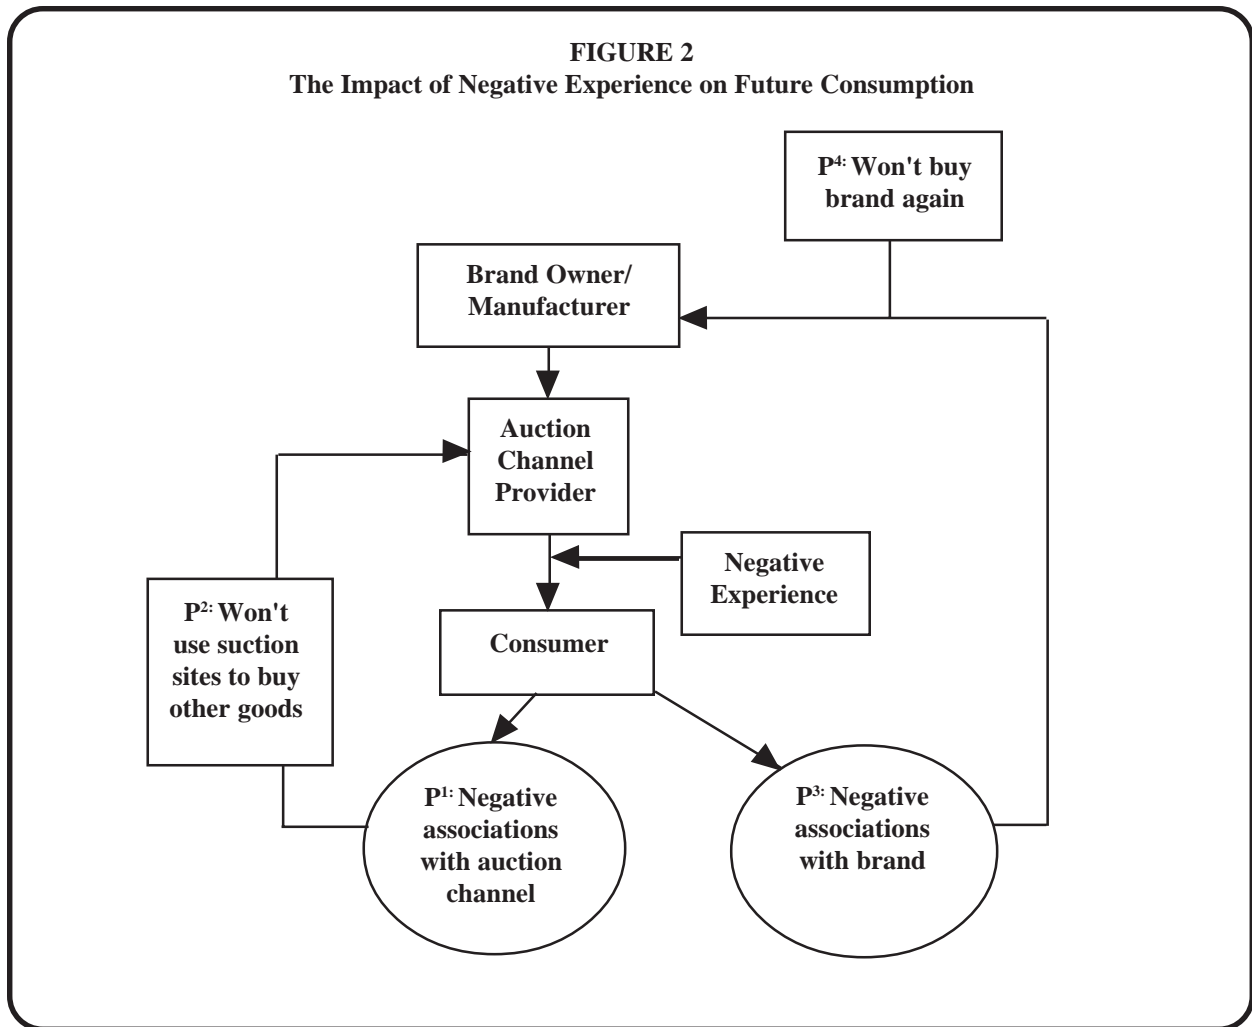 FIGURE 2
The Impact of Negative Experience on Future Consumption
P4: Won't buy
brand again
Brand Owner/
Manufacturer
Auction
Channel
Provider
Negative
Experience
P2: Won't
use suction
sites to buy
other goods
Consumer
P1: Negative
associations
with auction
channel
P3: Negative
associations
with brand